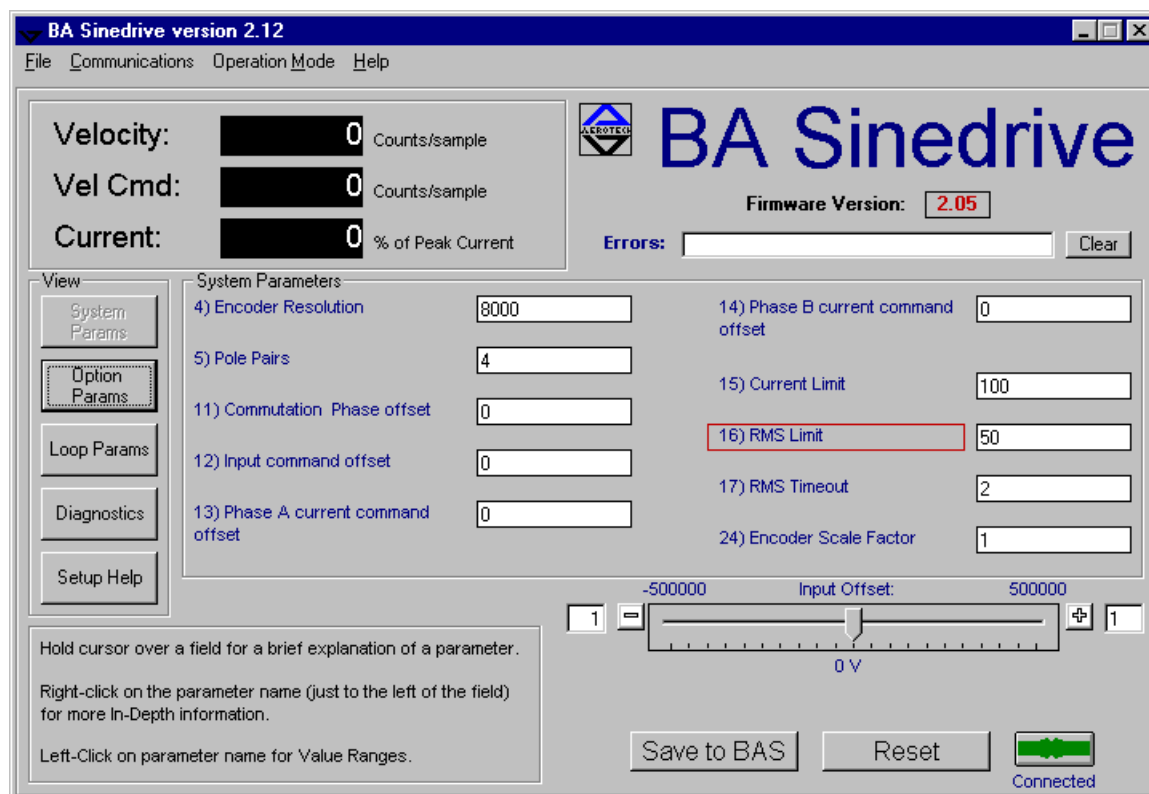 BA Sinedrive version 2.12
File Communications Operation Mode Help
Velocity: 0 Counts/sample
Vel Cmd: 0 Counts/sample
Current: 0 % of Peak Current
AEROTECH
BA Sinedrive
Firmware Version: 2.05
Errors: Clear
View
System
Params
Option
Params
Loop Params
Diagnostics
Setup Help
System Parameters
4) Encoder Resolution 8000
5) Pole Pairs 4
11) Commutation Phase offset 0
12) Input command offset 0
13) Phase A current command 0
offset
14) Phase B current command 0
offset
15) Current Limit 100
16) RMS Limit 50
17) RMS Timeout 2
24) Encoder Scale Factor 1
-500000 Input Offset: 500000
1 1
0 V
Hold cursor over a field for a brief explanation of a parameter.
Right-click on the parameter name (just to the left of the field)
for more In-Depth information.
Left-Click on parameter name for Value Ranges.
Save to BAS Reset
Connected